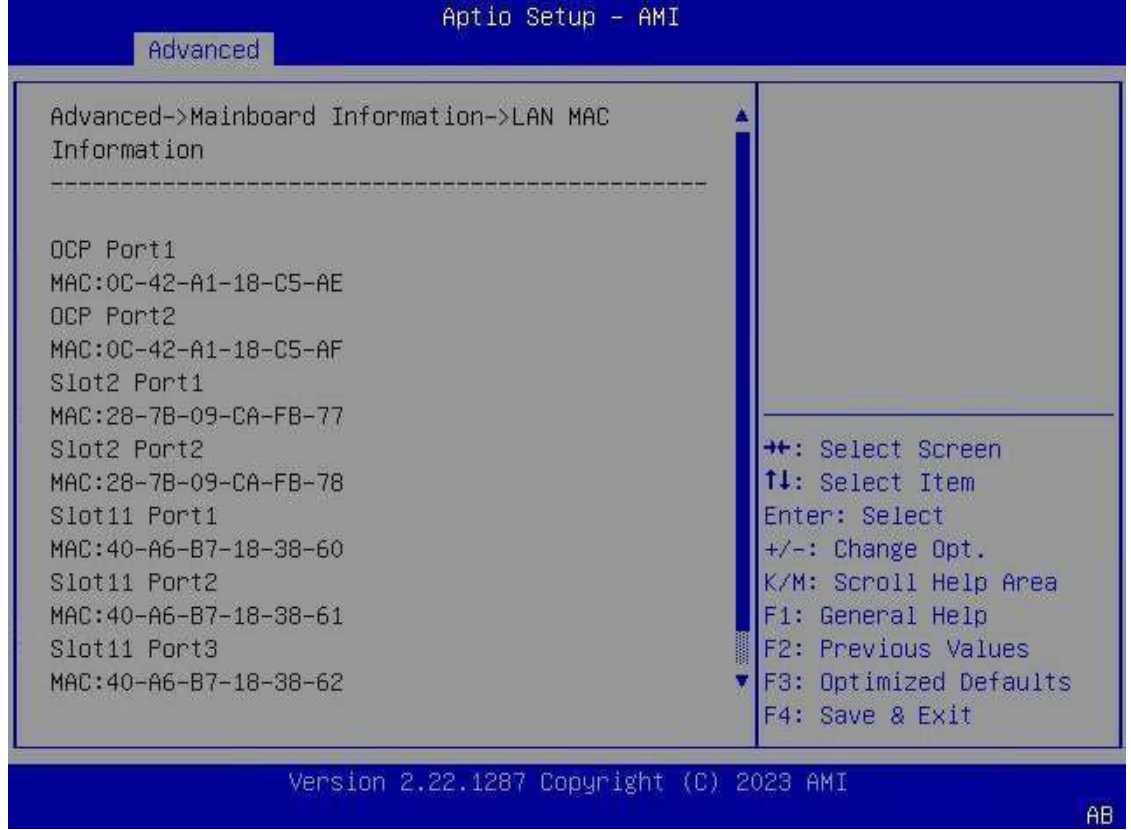 Aptio Setup – AMI
Advanced
Advanced->Mainboard Information->LAN MAC
Information
-----------------------------------------------
OCP Port1
MAC:0C-42-A1-18-C5-AE
OCP Port2
MAC:0C-42-A1-18-C5-AF
Slot2 Port1
MAC:28-7B-09-CA-FB-77
Slot2 Port2
MAC:28-7B-09-CA-FB-78
Slot11 Port1
MAC:40-A6-B7-18-38-60
Slot11 Port2
MAC:40-A6-B7-18-38-61
Slot11 Port3
MAC:40-A6-B7-18-38-62
→←: Select Screen
↑↓: Select Item
Enter: Select
+/-: Change Opt.
K/M: Scroll Help Area
F1: General Help
F2: Previous Values
F3: Optimized Defaults
F4: Save & Exit
Version 2.22.1287 Copyright (C) 2023 AMI
AB